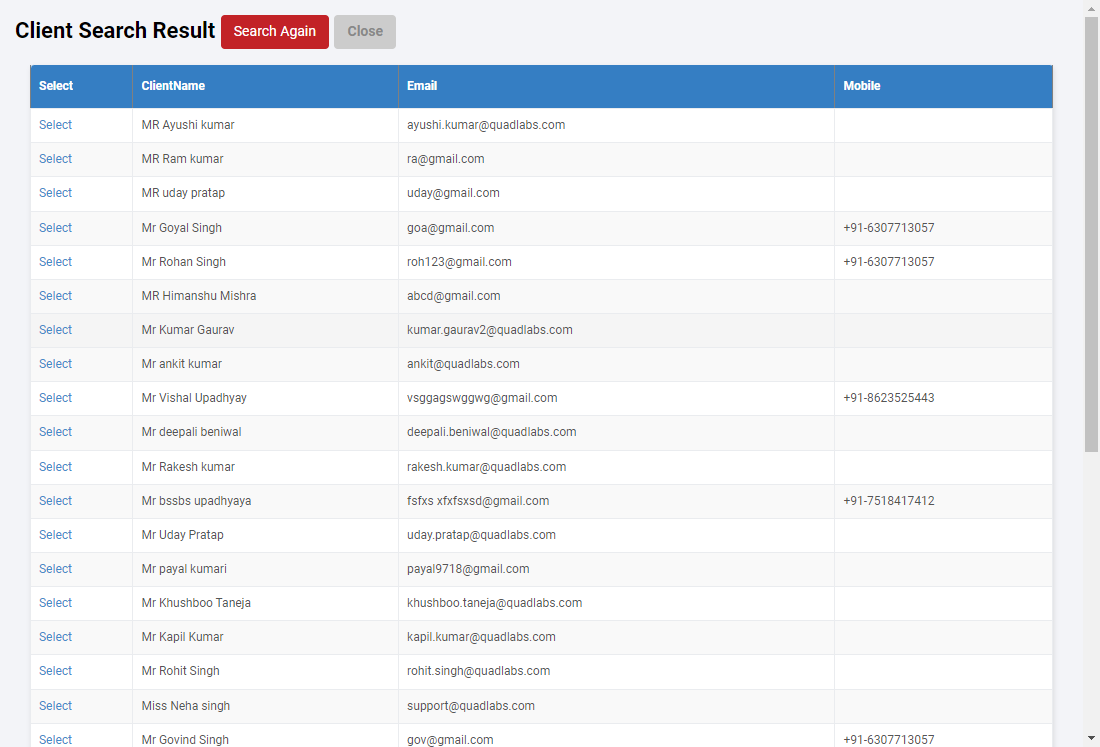 Client Search Result Search Again Close
Select ClientName Email Mobile
Select MR Ayushi kumar ayushi.kumar@quadlabs.com
Select MR Ram kumar ra@gmail.com
Select MR uday pratap uday@gmail.com
Select Mr Goyal Singh goa@gmail.com +91-6307713057
Select Mr Rohan Singh roh123@gmail.com +91-6307713057
Select MR Himanshu Mishra abcd@gmail.com
Select Mr Kumar Gaurav kumar.gaurav2@quadlabs.com
Select Mr ankit kumar ankit@quadlabs.com
Select Mr Vishal Upadhyay vsggagswggwg@gmail.com +91-8623525443
Select Mr deepali beniwal deepali.beniwal@quadlabs.com
Select Mr Rakesh kumar rakesh.kumar@quadlabs.com
Select Mr bssbs upadhyaya fsfxs xfxfsxsd@gmail.com +91-7518417412
Select Mr Uday Pratap uday.pratap@quadlabs.com
Select Mr payal kumari payal9718@gmail.com
Select Mr Khushboo Taneja khushboo.taneja@quadlabs.com
Select Mr Kapil Kumar kapil.kumar@quadlabs.com
Select Mr Rohit Singh rohit.singh@quadlabs.com
Select Miss Neha singh support@quadlabs.com
Select Mr Govind Singh gov@gmail.com +91-6307713057